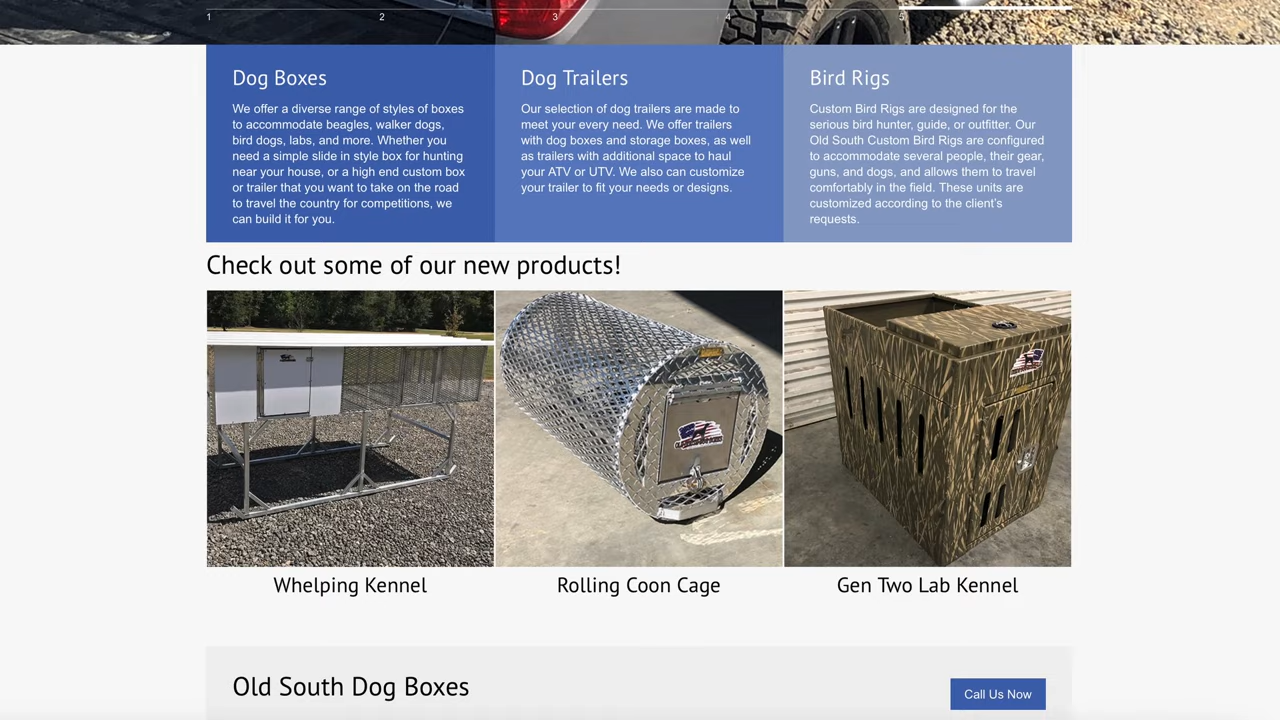 1 2 3 4 5
Dog Boxes
We offer a diverse range of styles of boxes
to accommodate beagles, walker dogs,
bird dogs, labs, and more. Whether you
need a simple slide in style box for hunting
near your house, or a high end custom box
or trailer that you want to take on the road
to travel the country for competitions, we
can build it for you.
Dog Trailers
Our selection of dog trailers are made to
meet your every need. We offer trailers
with dog boxes and storage boxes, as well
as trailers with additional space to haul
your ATV or UTV. We also can customize
your trailer to fit your needs or designs.
Bird Rigs
Custom Bird Rigs are designed for the
serious bird hunter, guide, or outfitter. Our
Old South Custom Bird Rigs are configured
to accommodate several people, their gear,
guns, and dogs, and allows them to travel
comfortably in the field. These units are
customized according to the client's
requests.
Check out some of our new products!
Whelping Kennel
Rolling Coon Cage
Gen Two Lab Kennel
Old South Dog Boxes
Call Us Now